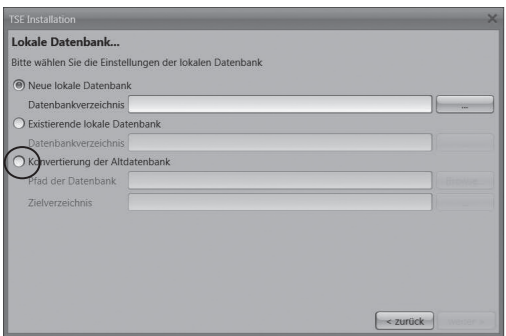 TSE Installation
Lokale Datenbank...
Bitte wählen Sie die Einstellungen der lokalen Datenbank
Neue lokale Datenbank
Datenbankverzeichnis ...
Existierende lokale Datenbank
Datenbankverzeichnis
Konvertierung der Altdatenbank
Pfad der Datenbank
Zielverzeichnis
< zurück